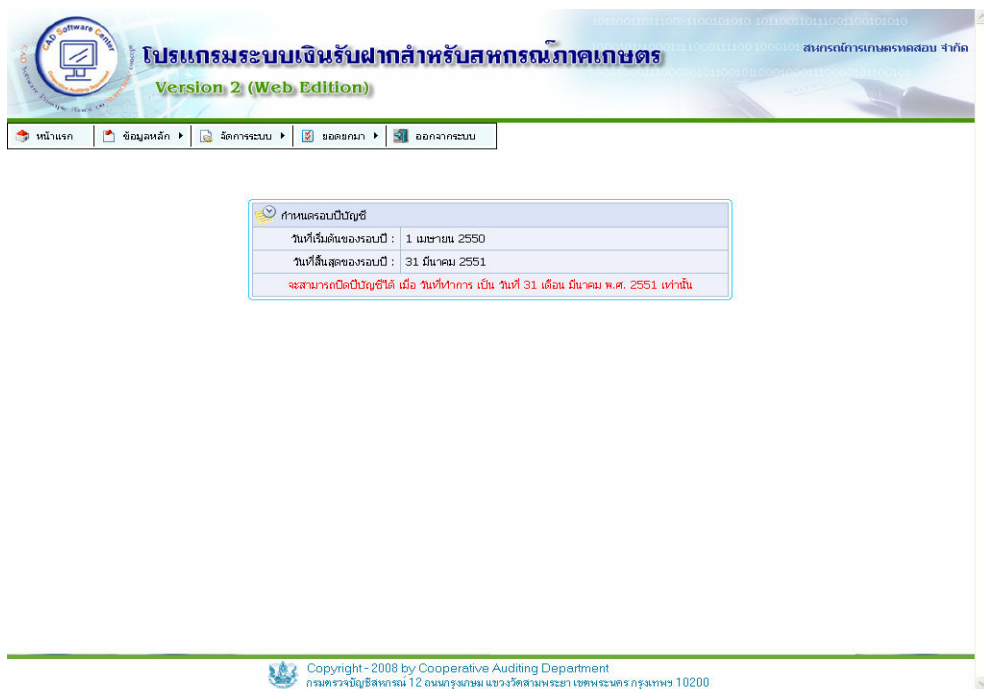 โปรแกรมระบบเงินรับฝากสำหรับสหกรณ์ภาคเกษตร
Version 2 (Web Edition)
สหกรณ์การเกษตรทดสอบ จำกัด
หน้าแรก ข้อมูลหลัก จัดการระบบ ยอดยกมา ออกจากระบบ
กำหนดรอบปีบัญชี
วันที่เริ่มต้นของรอบปี : 1 เมษายน 2550
วันที่สิ้นสุดของรอบปี : 31 มีนาคม 2551
จะสามารถปิดปีบัญชีได้ เมื่อ วันที่ทำการ เป็น วันที่ 31 เดือน มีนาคม พ.ศ. 2551 เท่านั้น
Copyright - 2008 by Cooperative Auditing Department
กรมตรวจบัญชีสหกรณ์ 12 ถนนกรุงเกษม แขวงวัดสามพระยา เขตพระนคร กรุงเทพฯ 10200